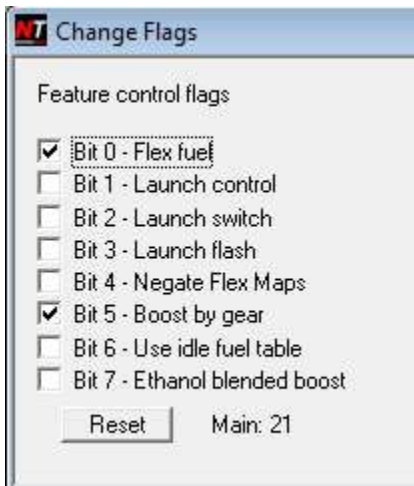 NT Change Flags
Feature control flags
Bit 0 - Flex fuel
Bit 1 - Launch control
Bit 2 - Launch switch
Bit 3 - Launch flash
Bit 4 - Negate Flex Maps
Bit 5 - Boost by gear
Bit 6 - Use idle fuel table
Bit 7 - Ethanol blended boost
Reset Main: 21